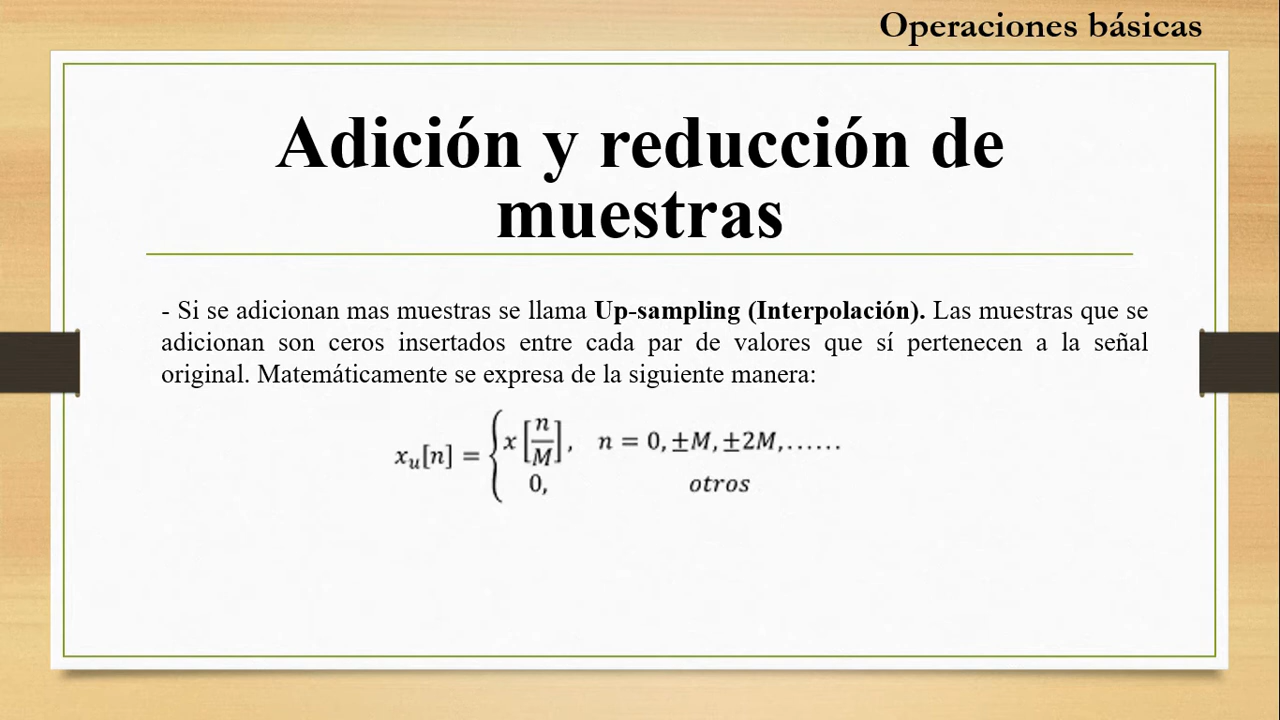 Operaciones básicas
Adición y reducción de
muestras
- Si se adicionan mas muestras se llama Up-sampling (Interpolación). Las muestras que se
adicionan son ceros insertados entre cada par de valores que sí pertenecen a la señal
original. Matemáticamente se expresa de la siguiente manera:
xᵤ[n] = { x[n/M], n = 0, ±M, ±2M,……
0, otros